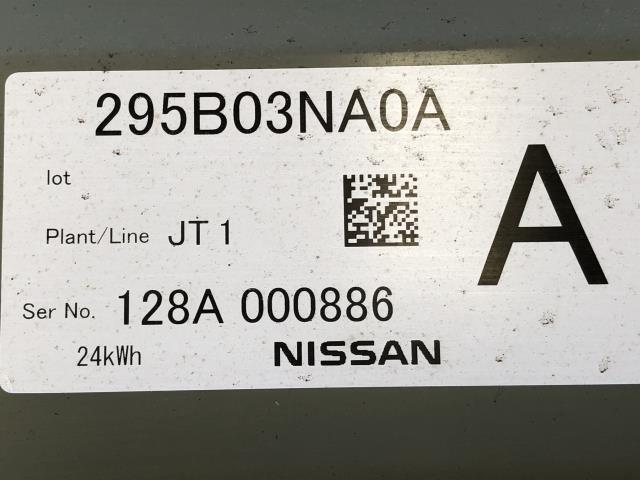 295B03NA0A
lot
A
Plant/Line JT 1
Ser No. 128A 000886
24kWh NISSAN